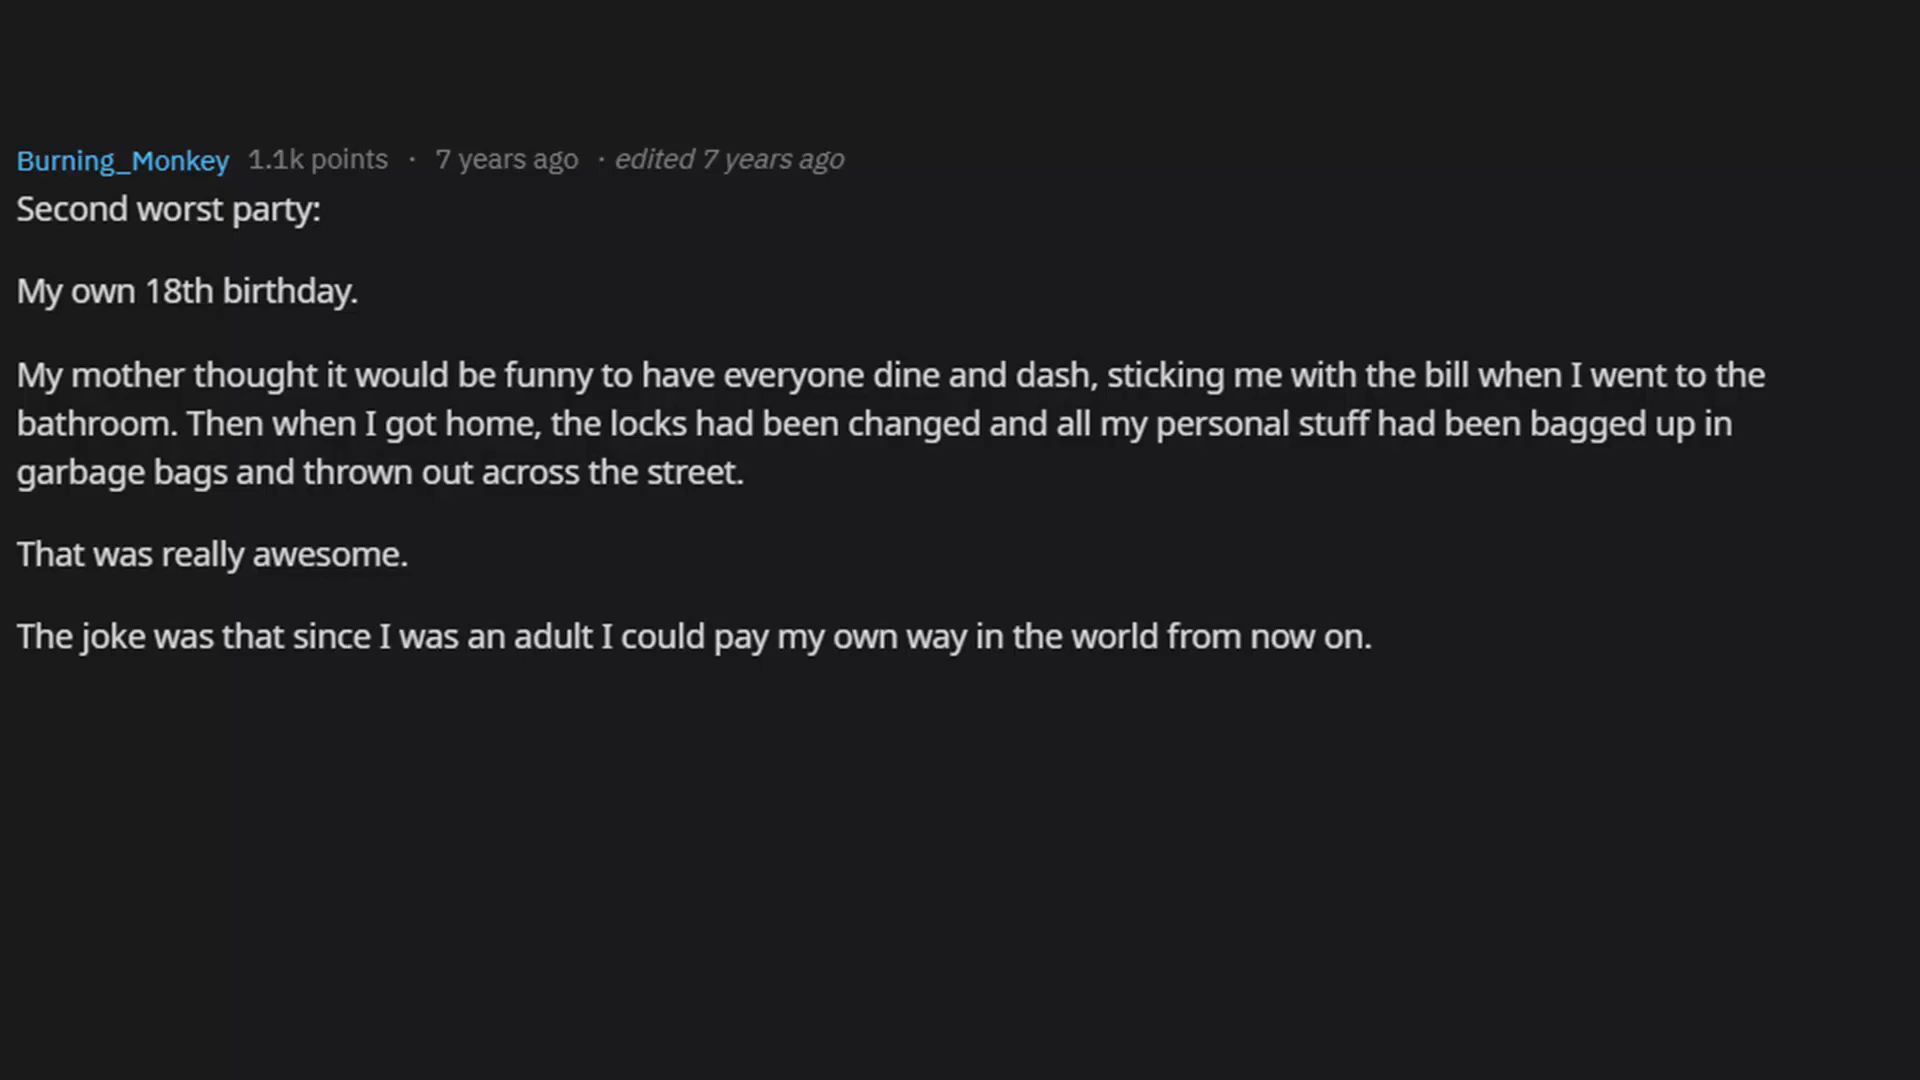 Burning_Monkey 1.1k points · 7 years ago · edited 7 years ago
Second worst party:
My own 18th birthday.
My mother thought it would be funny to have everyone dine and dash, sticking me with the bill when I went to the
bathroom. Then when I got home, the locks had been changed and all my personal stuff had been bagged up in
garbage bags and thrown out across the street.
That was really awesome.
The joke was that since I was an adult I could pay my own way in the world from now on.